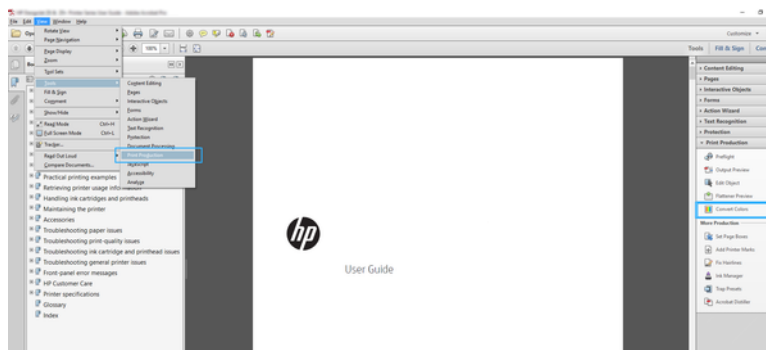 File Edit View Window Help
Customize
100%
Tools Fill & Sign
Rotate View
Page Navigation
Page Display
Zoom
Tool Sets
Tools
Fill & Sign
Comment
Show/Hide
Read Mode Ctrl+H
Full Screen Mode Ctrl+L
Tracker...
Read Out Loud
Compare Documents...
Content Editing
Pages
Interactive Objects
Forms
Action Wizard
Text Recognition
Protection
Document Processing
Print Production
JavaScript
Accessibility
Analyze
Practical printing examples
Retrieving printer usage information
Handling ink cartridges and printheads
Maintaining the printer
Accessories
Troubleshooting paper issues
Troubleshooting print-quality issues
Troubleshooting ink cartridge and printhead issues
Troubleshooting general printer issues
Front-panel error messages
HP Customer Care
Printer specifications
Glossary
Index
hp
User Guide
Content Editing
Pages
Interactive Objects
Forms
Action Wizard
Text Recognition
Protection
Print Production
Preflight
Output Preview
Edit Object
Flattener Preview
Convert Colors
More Production
Set Page Boxes
Add Printer Marks
Fix Hairlines
Ink Manager
Trap Presets
Acrobat Distiller